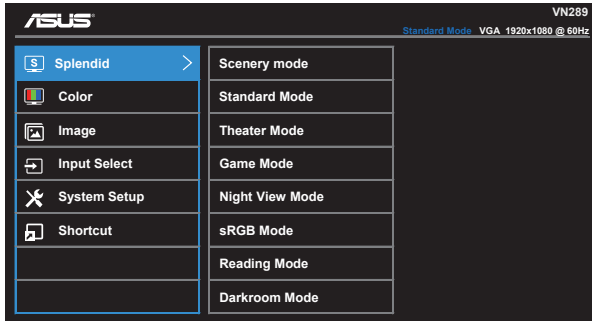 ASUS
VN289
Standard Mode VGA 1920x1080 @ 60Hz
S Splendid
Color
Image
Input Select
System Setup
Shortcut
Scenery mode
Standard Mode
Theater Mode
Game Mode
Night View Mode
sRGB Mode
Reading Mode
Darkroom Mode